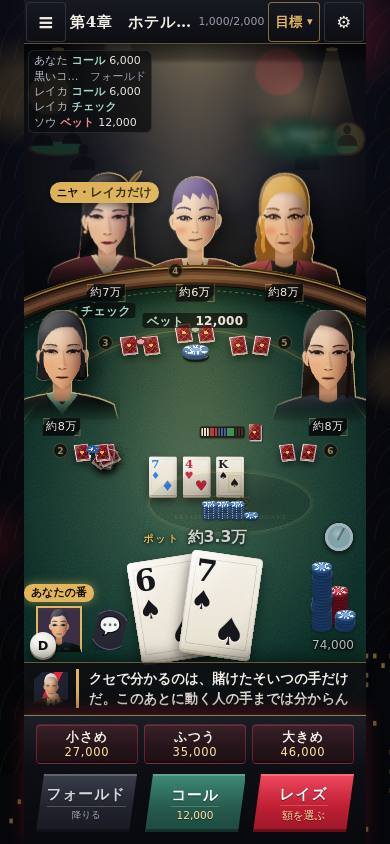 第4章 ホテル… 1,000/2,000 目標▼
あなた コール 6,000
黒いコ… フォールド
レイカ コール 6,000
レイカ チェック
ソウ ベット 12,000
ニヤ・レイカだけ
4
約7万 約6万 約8万
チェック
ベット 12,000
3 5
約8万 約8万
2 6
7 4 K
ポット 約3.3万
6 7
あなたの番
D
74,000
クセで分かるのは、賭けたそいつの手だけ
だ。このあとに動く人の手までは分からん
小さめ ふつう 大きめ
27,000 35,000 46,000
フォールド コール レイズ
降りる 12,000 額を選ぶ